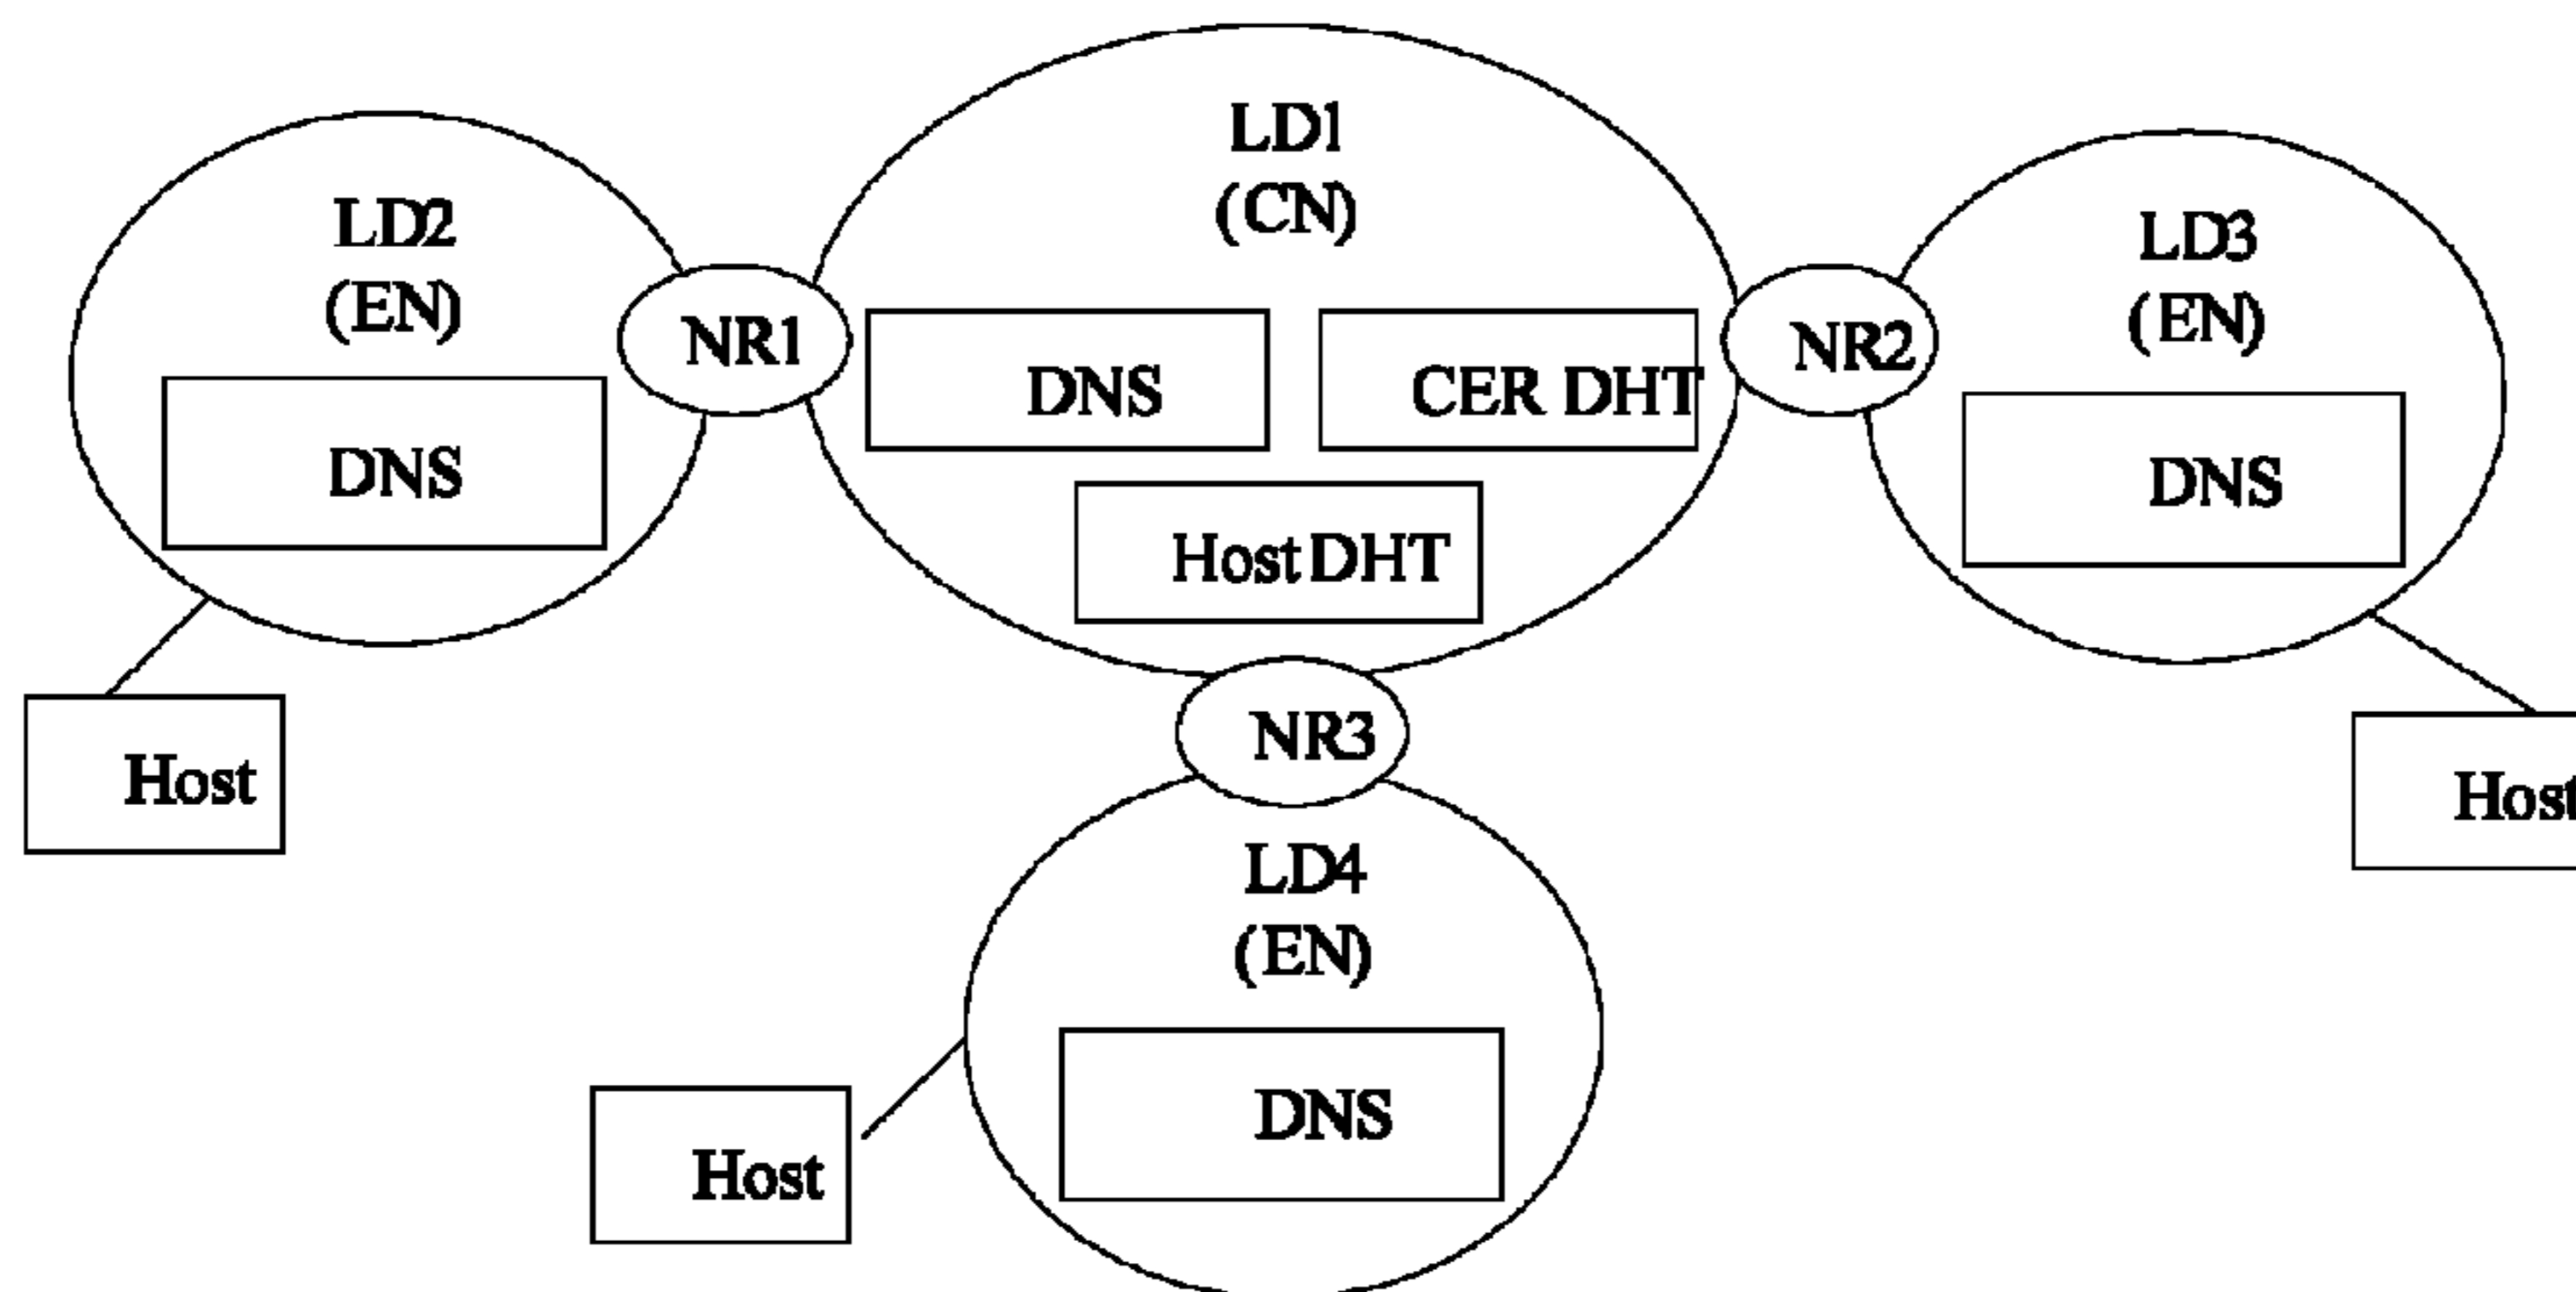 LD1
(CN)
LD2
(EN)
LD3
(EN)
NR1
NR2
DNS
CER DHT
DNS
DNS
Host DHT
NR3
Host
Host
LD4
(EN)
DNS
Host